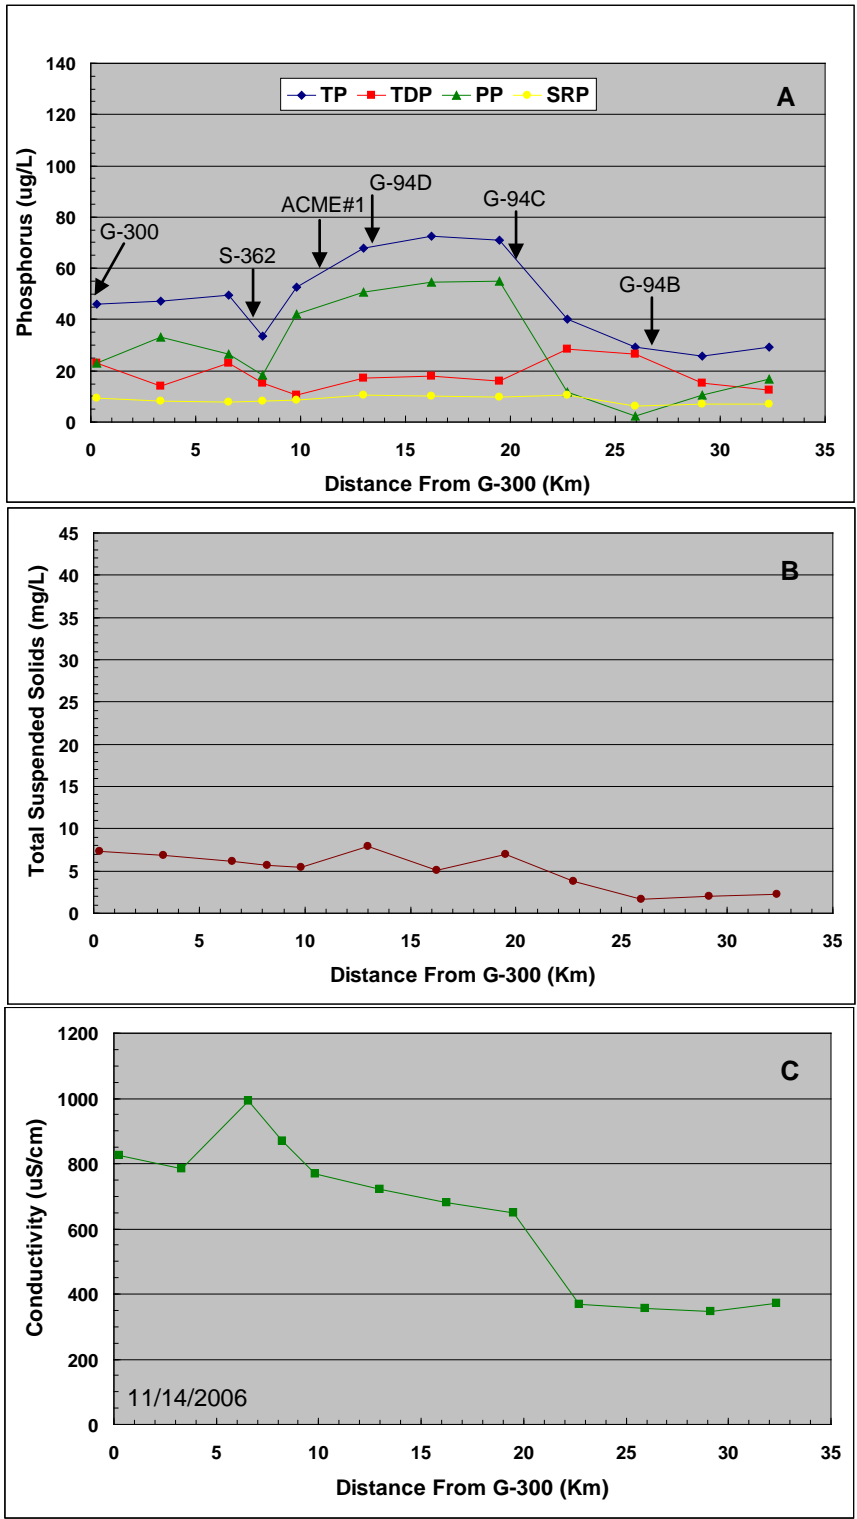 140
120
100
80
60
40
20
0
Phosphorus (ug/L)
TP TDP PP SRP
A
G-300
S-362
ACME#1
G-94D
G-94C
G-94B
0 5 10 15 20 25 30 35
Distance From G-300 (Km)
45
40
35
30
25
20
15
10
5
0
Total Suspended Solids (mg/L)
B
0 5 10 15 20 25 30 35
Distance From G-300 (Km)
1200
1000
800
600
400
200
0
Conductivity (uS/cm)
C
11/14/2006
0 5 10 15 20 25 30 35
Distance From G-300 (Km)